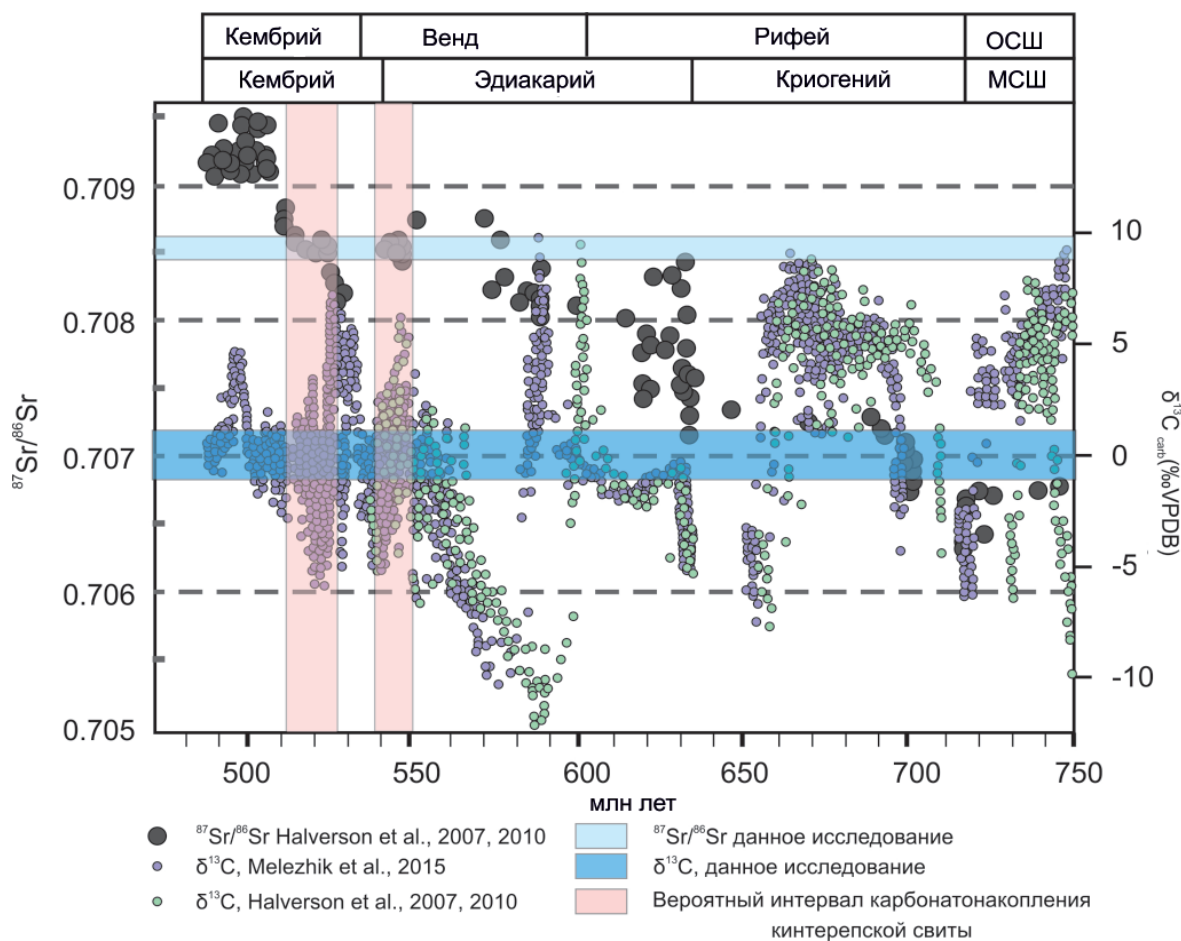 Кембрий Венд Рифей ОСШ
Кембрий Эдиакарий Криогений МСШ
0.709
0.708
0.707
0.706
0.705
⁸⁷Sr/⁸⁶Sr
10
5
0
-5
-10
δ¹³C carb (‰VPDB)
500 550 600 650 700 750
млн лет
⁸⁷Sr/⁸⁶Sr Halverson et al., 2007, 2010
δ¹³C, Melezhik et al., 2015
δ¹³C, Halverson et al., 2007, 2010
⁸⁷Sr/⁸⁶Sr данное исследование
δ¹³C, данное исследование
Вероятный интервал карбонатонакопления
кинтерепской свиты